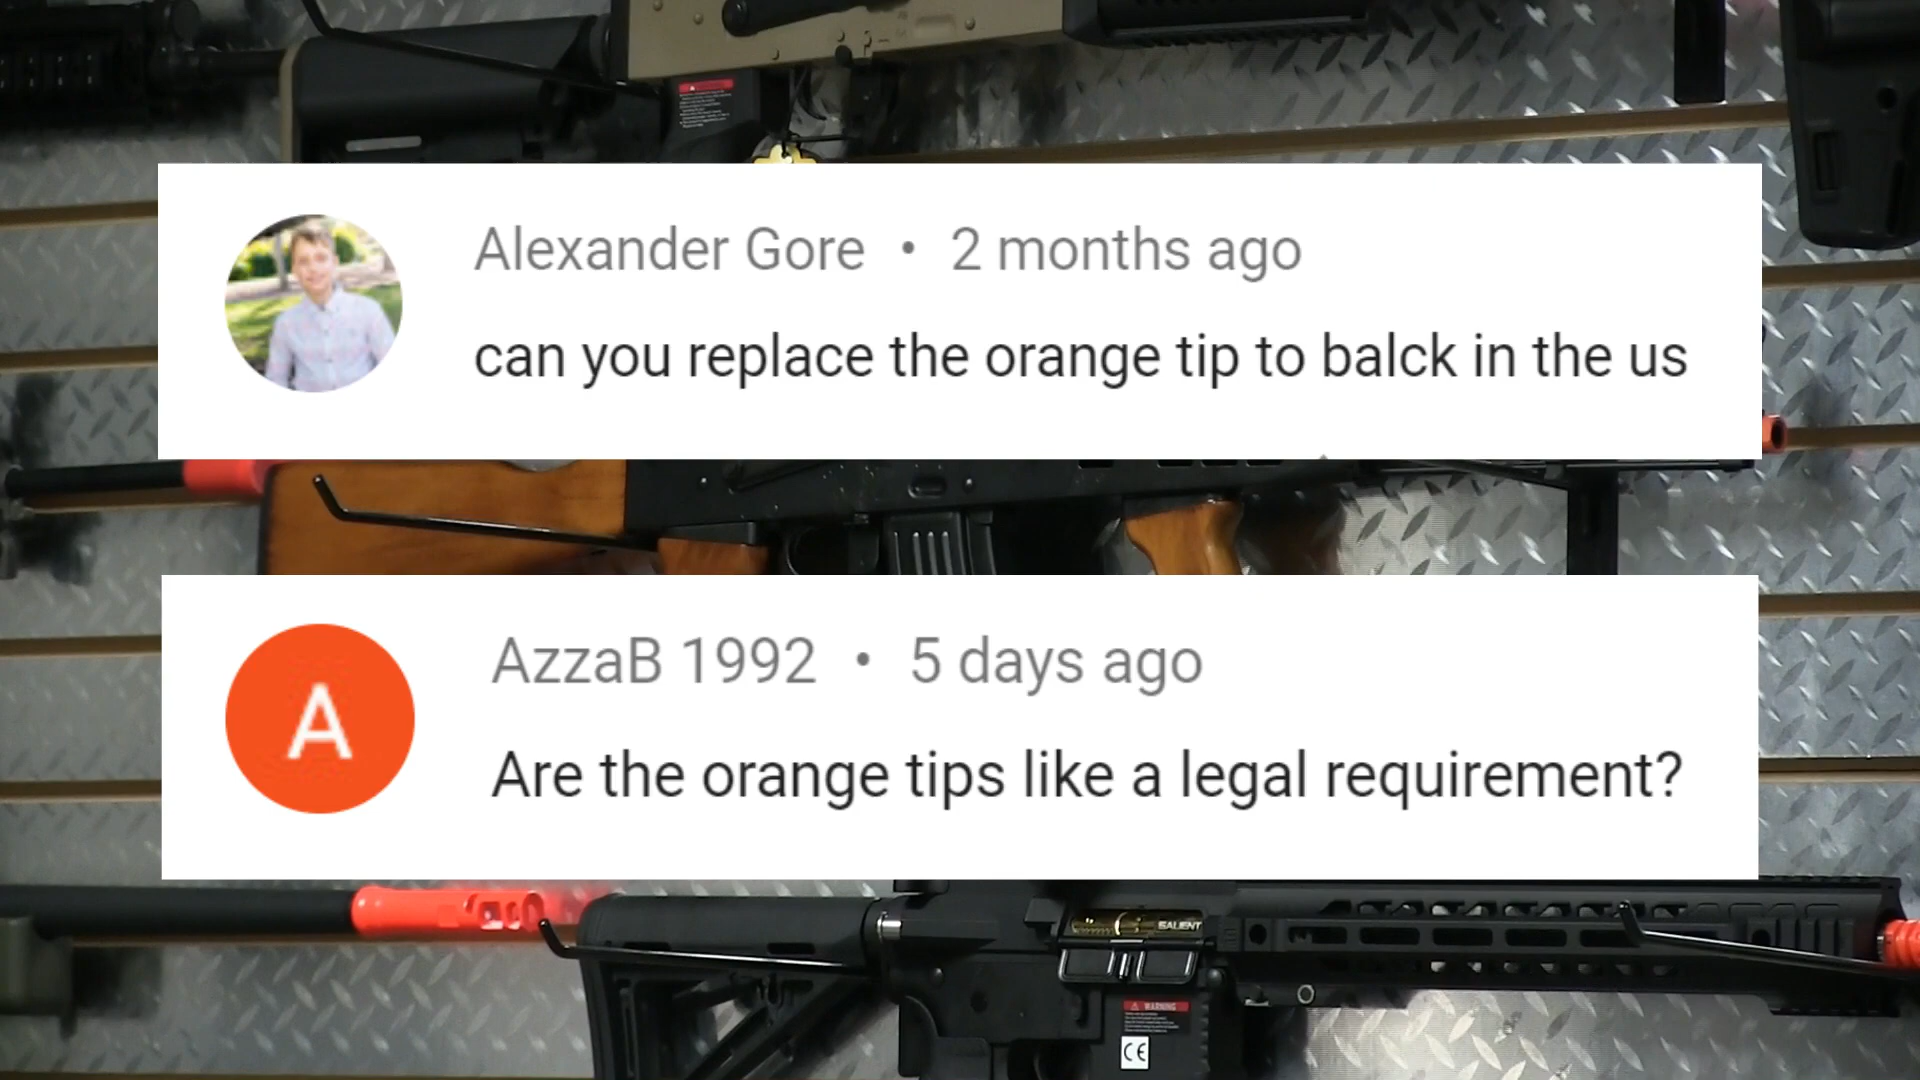 Alexander Gore • 2 months ago
can you replace the orange tip to balck in the us
A
AzzaB 1992 • 5 days ago
Are the orange tips like a legal requirement?
SALIENT
WARNING
CE